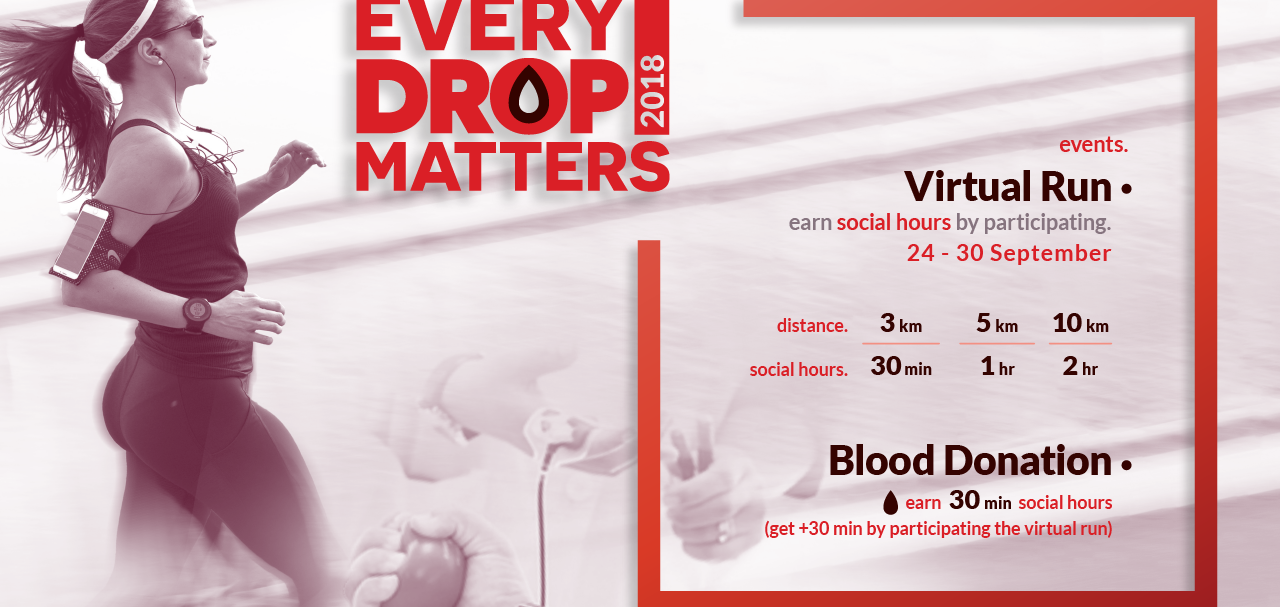 EVERY
DROP
MATTERS
2018
events.
Virtual Run •
earn social hours by participating.
24 - 30 September
distance. 3 km 5 km 10 km
social hours. 30 min 1 hr 2 hr
Blood Donation •
earn 30 min social hours
(get +30 min by participating the virtual run)